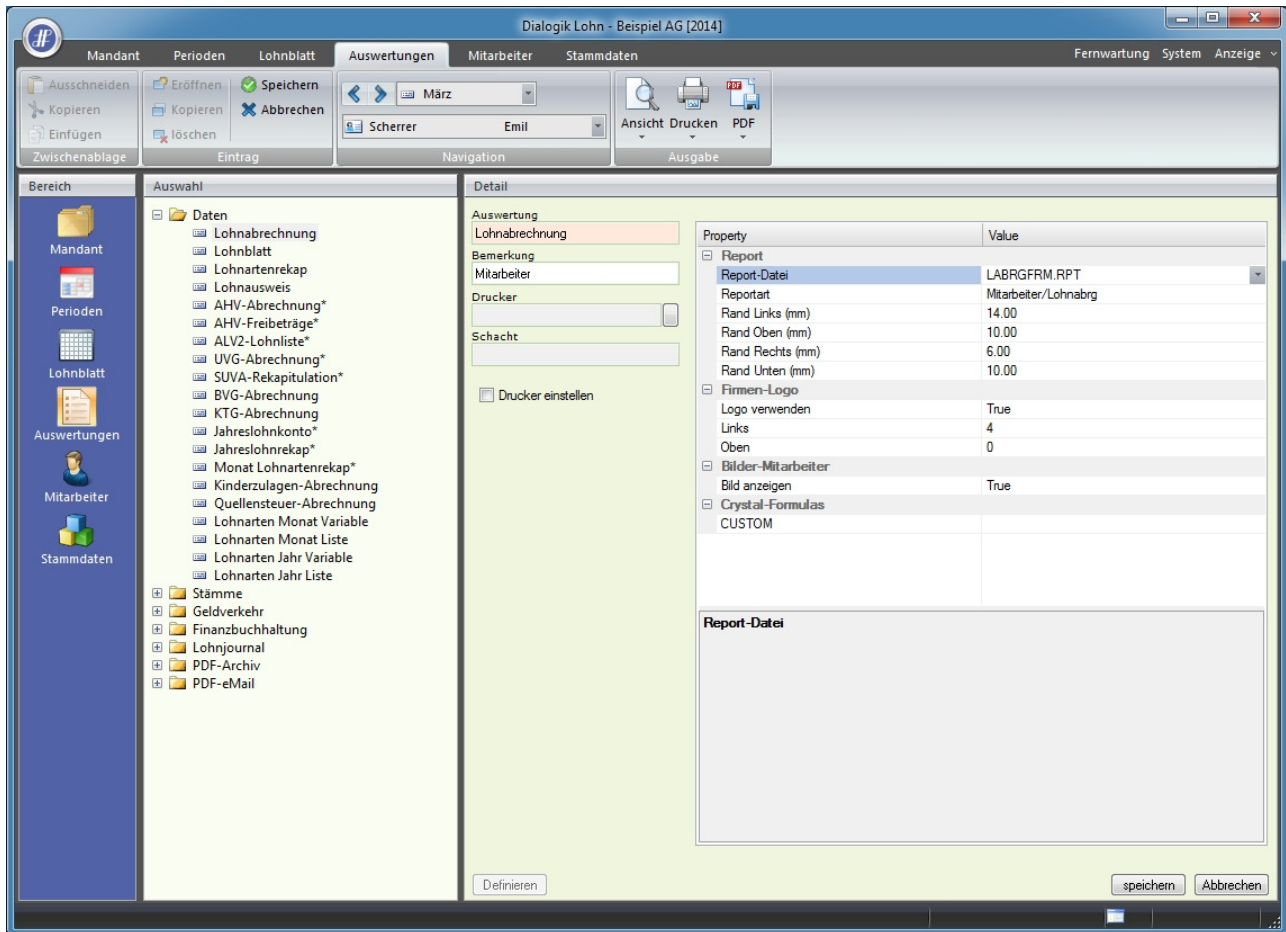 Dialogik Lohn - Beispiel AG [2014]
Mandant Perioden Lohnblatt Auswertungen Mitarbeiter Stammdaten Fernwartung System Anzeige
Ausschneiden
Kopieren
Einfügen
Zwischenablage
Eröffnen
Kopieren
löschen
Speichern
Abbrechen
Eintrag
März
Scherrer Emil
Navigation
Ansicht Drucken PDF
Ausgabe
Bereich
Mandant
Perioden
Lohnblatt
Auswertungen
Mitarbeiter
Stammdaten
Auswahl
Daten
Lohnabrechnung
Lohnblatt
Lohnartenrekap
Lohnausweis
AHV-Abrechnung*
AHV-Freibeträge*
ALV2-Lohnliste*
UVG-Abrechnung*
SUVA-Rekapitulation*
BVG-Abrechnung
KTG-Abrechnung
Jahreslohnkonto*
Jahreslohnrekap*
Monat Lohnartenrekap*
Kinderzulagen-Abrechnung
Quellensteuer-Abrechnung
Lohnarten Monat Variable
Lohnarten Monat Liste
Lohnarten Jahr Variable
Lohnarten Jahr Liste
Stämme
Geldverkehr
Finanzbuchhaltung
Lohnjournal
PDF-Archiv
PDF-eMail
Detail
Auswertung
Lohnabrechnung
Bemerkung
Mitarbeiter
Drucker
Schacht
Drucker einstellen
Property Value
Report
Report-Datei LABRGFRM.RPT
Reportart Mitarbeiter/Lohnabrg
Rand Links (mm) 14.00
Rand Oben (mm) 10.00
Rand Rechts (mm) 6.00
Rand Unten (mm) 10.00
Firmen-Logo
Logo verwenden True
Links 4
Oben 0
Bilder-Mitarbeiter
Bild anzeigen True
Crystal-Formulas
CUSTOM
Report-Datei
Definieren speichern Abbrechen